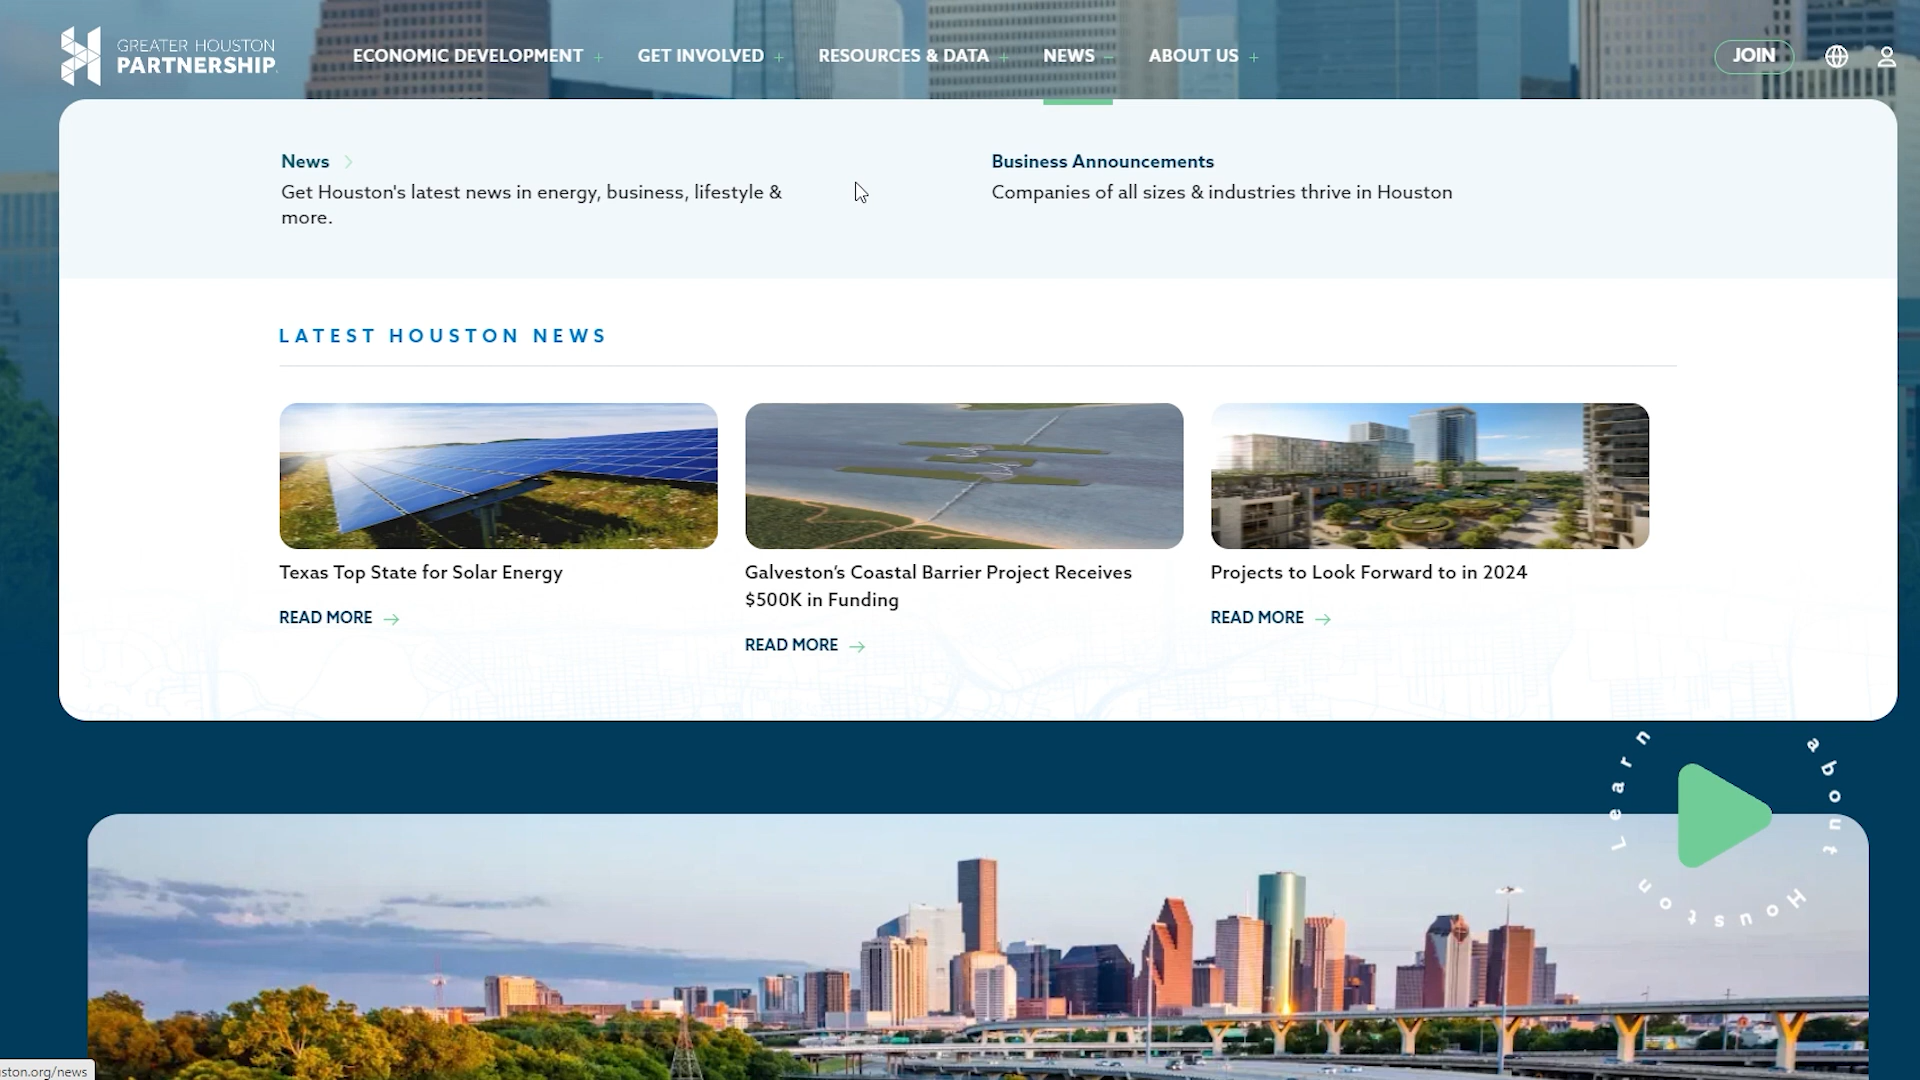 GREATER HOUSTON
PARTNERSHIP
ECONOMIC DEVELOPMENT +
GET INVOLVED +
RESOURCES & DATA +
NEWS –
ABOUT US +
JOIN
News
Get Houston's latest news in energy, business, lifestyle &
more.
Business Announcements
Companies of all sizes & industries thrive in Houston
LATEST HOUSTON NEWS
Texas Top State for Solar Energy
READ MORE
Galveston’s Coastal Barrier Project Receives
$500K in Funding
READ MORE
Projects to Look Forward to in 2024
READ MORE
Learn about Houston
ston.org/news